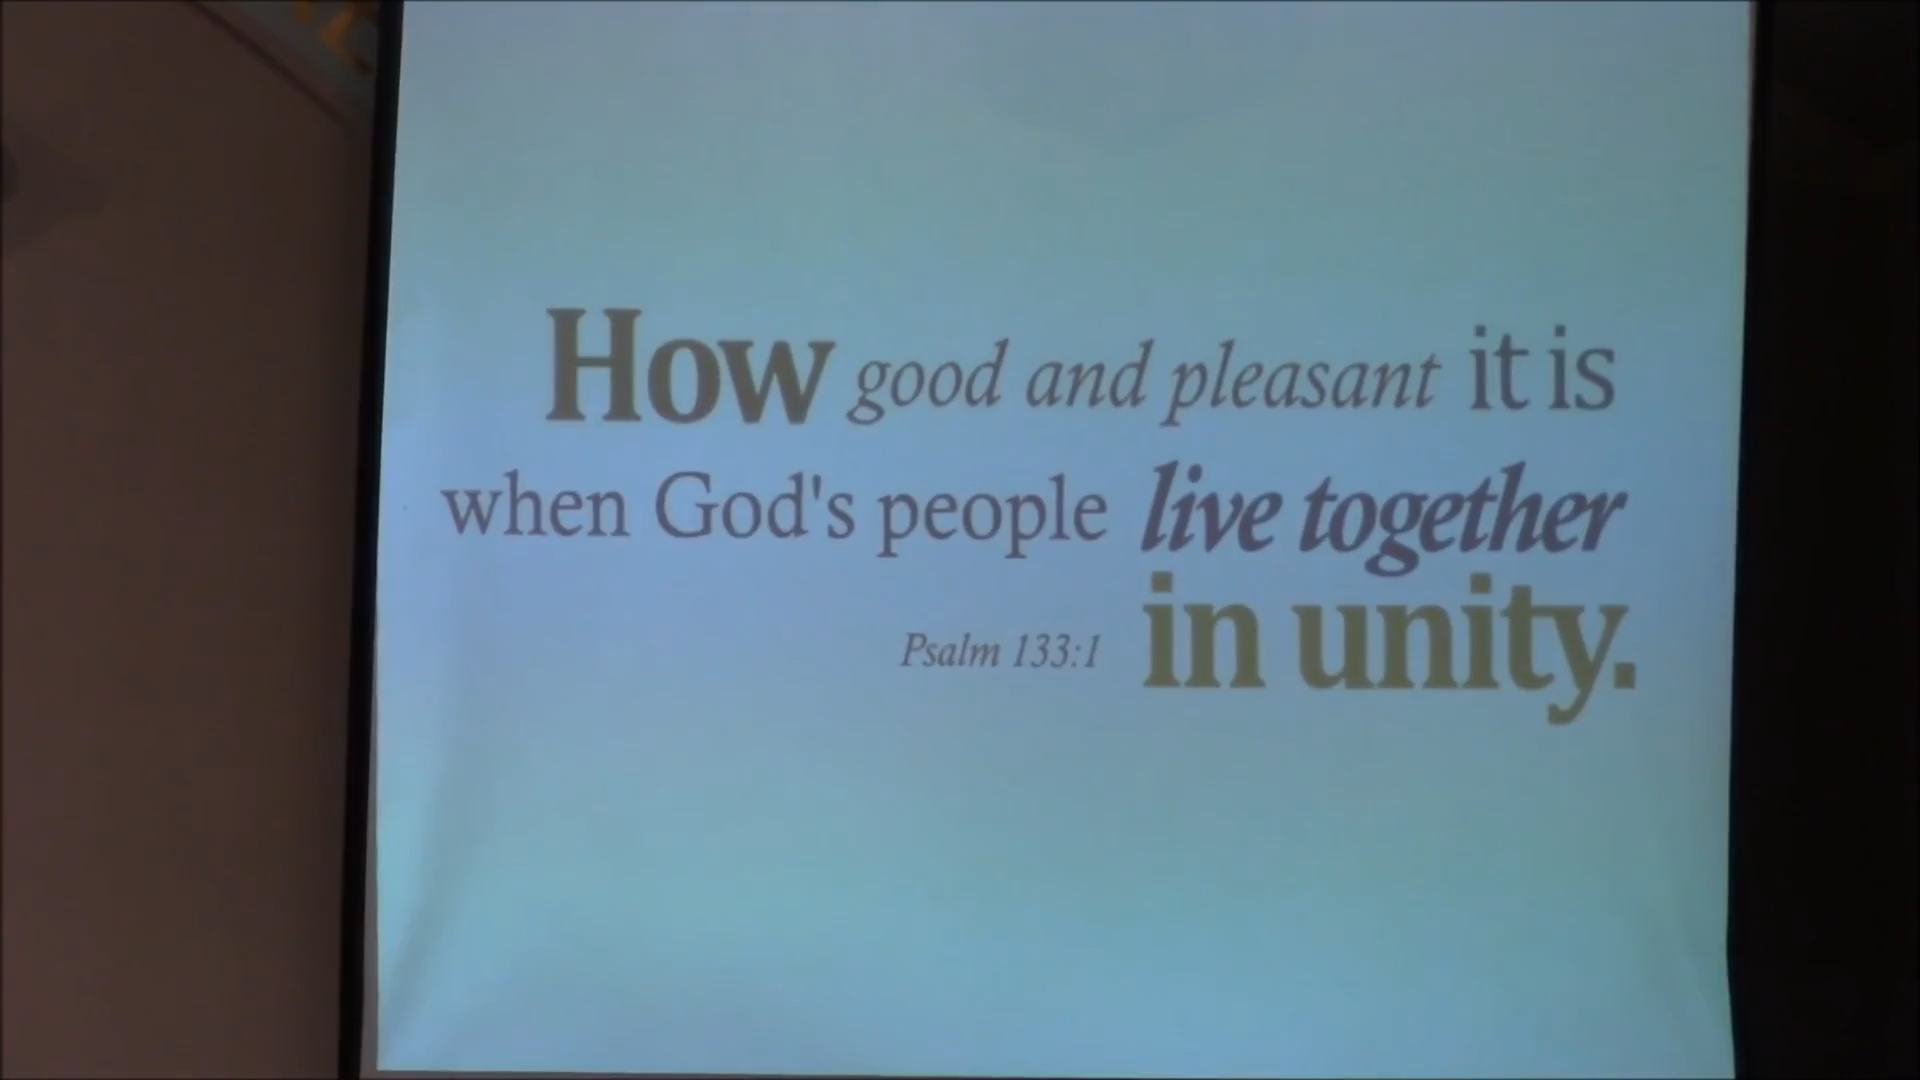 How good and pleasant it is
when God's people live together
in unity.
Psalm 133:1